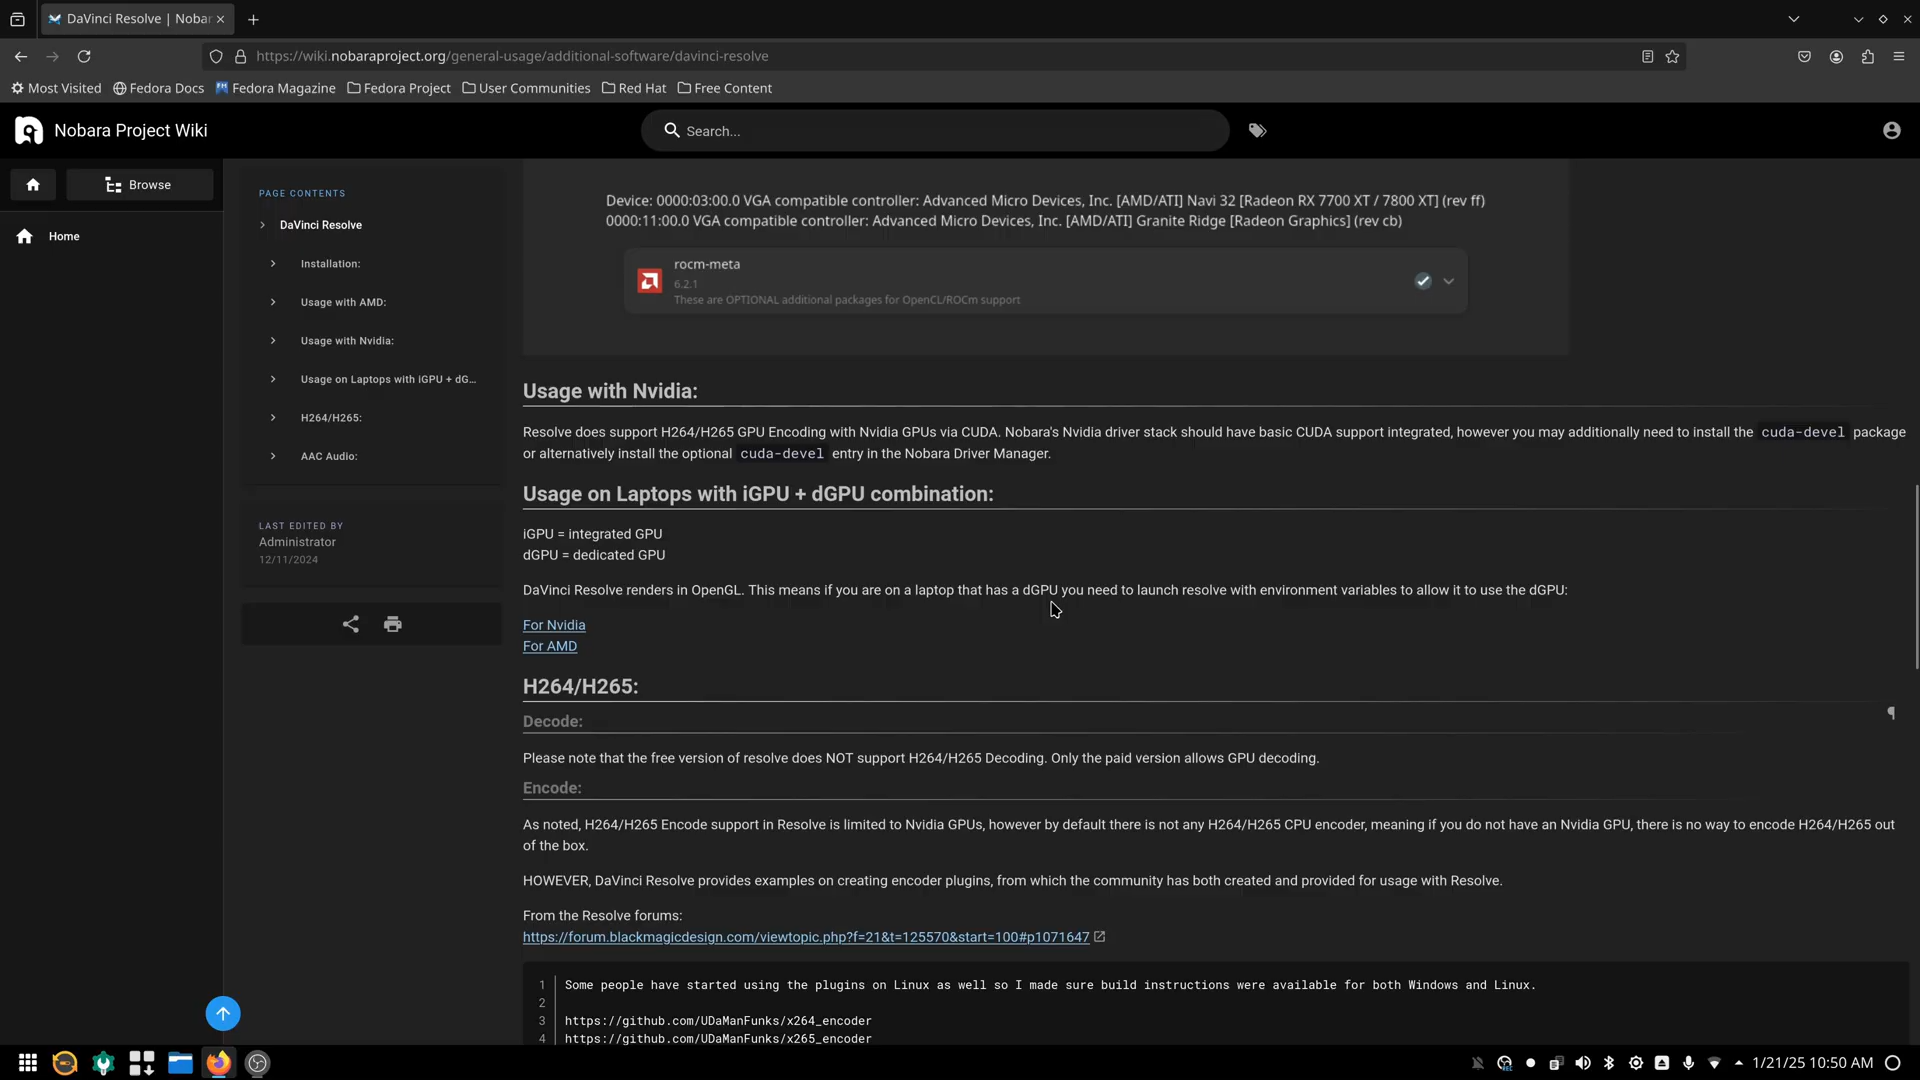 DaVinci Resolve | Nobar
https://wiki.nobaraproject.org/general-usage/additional-software/davinci-resolve
Most Visited
Fedora Docs
Fedora Magazine
Fedora Project
User Communities
Red Hat
Free Content
Nobara Project Wiki
Search...
Browse
Home
PAGE CONTENTS
DaVinci Resolve
Installation:
Usage with AMD:
Usage with Nvidia:
Usage on Laptops with iGPU + dG...
H264/H265:
AAC Audio:
LAST EDITED BY
Administrator
12/11/2024
Device: 0000:03:00.0 VGA compatible controller: Advanced Micro Devices, Inc. [AMD/ATI] Navi 32 [Radeon RX 7700 XT / 7800 XT] (rev ff)
0000:11:00.0 VGA compatible controller: Advanced Micro Devices, Inc. [AMD/ATI] Granite Ridge [Radeon Graphics] (rev cb)
rocm-meta
6.2.1
These are OPTIONAL additional packages for OpenCL/ROCm support
Usage with Nvidia:
Resolve does support H264/H265 GPU Encoding with Nvidia GPUs via CUDA. Nobara's Nvidia driver stack should have basic CUDA support integrated, however you may additionally need to install the cuda-devel package
or alternatively install the optional cuda-devel entry in the Nobara Driver Manager.
Usage on Laptops with iGPU + dGPU combination:
iGPU = integrated GPU
dGPU = dedicated GPU
DaVinci Resolve renders in OpenGL. This means if you are on a laptop that has a dGPU you need to launch resolve with environment variables to allow it to use the dGPU:
For Nvidia
For AMD
H264/H265:
¶
Decode:
Please note that the free version of resolve does NOT support H264/H265 Decoding. Only the paid version allows GPU decoding.
Encode:
As noted, H264/H265 Encode support in Resolve is limited to Nvidia GPUs, however by default there is not any H264/H265 CPU encoder, meaning if you do not have an Nvidia GPU, there is no way to encode H264/H265 out
of the box.
HOWEVER, DaVinci Resolve provides examples on creating encoder plugins, from which the community has both created and provided for usage with Resolve.
From the Resolve forums:
https://forum.blackmagicdesign.com/viewtopic.php?f=21&t=125570&start=100#p1071647
1 Some people have started using the plugins on Linux as well so I made sure build instructions were available for both Windows and Linux.
2
3 https://github.com/UDaManFunks/x264_encoder
4 https://github.com/UDaManFunks/x265_encoder
1/21/25 10:50 AM